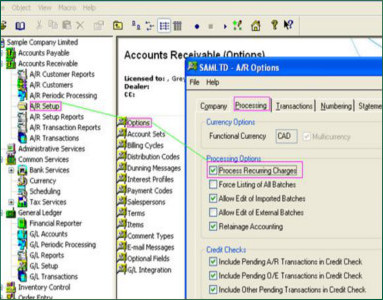 Object View Macro Help
Sample Company Limited
Accounts Payable
Accounts Receivable
A/R Customer Reports
A/R Customers
A/R Periodic Processing
A/R Setup
A/R Setup Reports
A/R Transaction Reports
A/R Transactions
Administrative Services
Common Services
Bank Services
Currency
Scheduling
Tax Services
General Ledger
Financial Reporter
G/L Accounts
G/L Periodic Processing
G/L Reports
G/L Setup
G/L Transactions
Inventory Control
Order Entry
Accounts Receivable (Options)
Licensed to: , Grey
Dealer:
Options
Account Sets
Billing Cycles
Distribution Codes
Dunning Messages
Interest Profiles
Payment Codes
Salespersons
Terms
Items
Comment Types
E-mail Messages
Optional Fields
G/L Integration
SAMLTD - A/R Options
File Help
Company Processing Transactions Numbering Stateme
Currency Options
Functional Currency CAD Multicurrency
Processing Options
Process Recurring Charges
Force Listing of All Batches
Allow Edit of Imported Batches
Allow Edit of External Batches
Retainage Accounting
Credit Checks
Include Pending A/R Transactions in Credit Check
Include Pending O/E Transactions in Credit Check
Include Other Pending Transactions in Credit Check